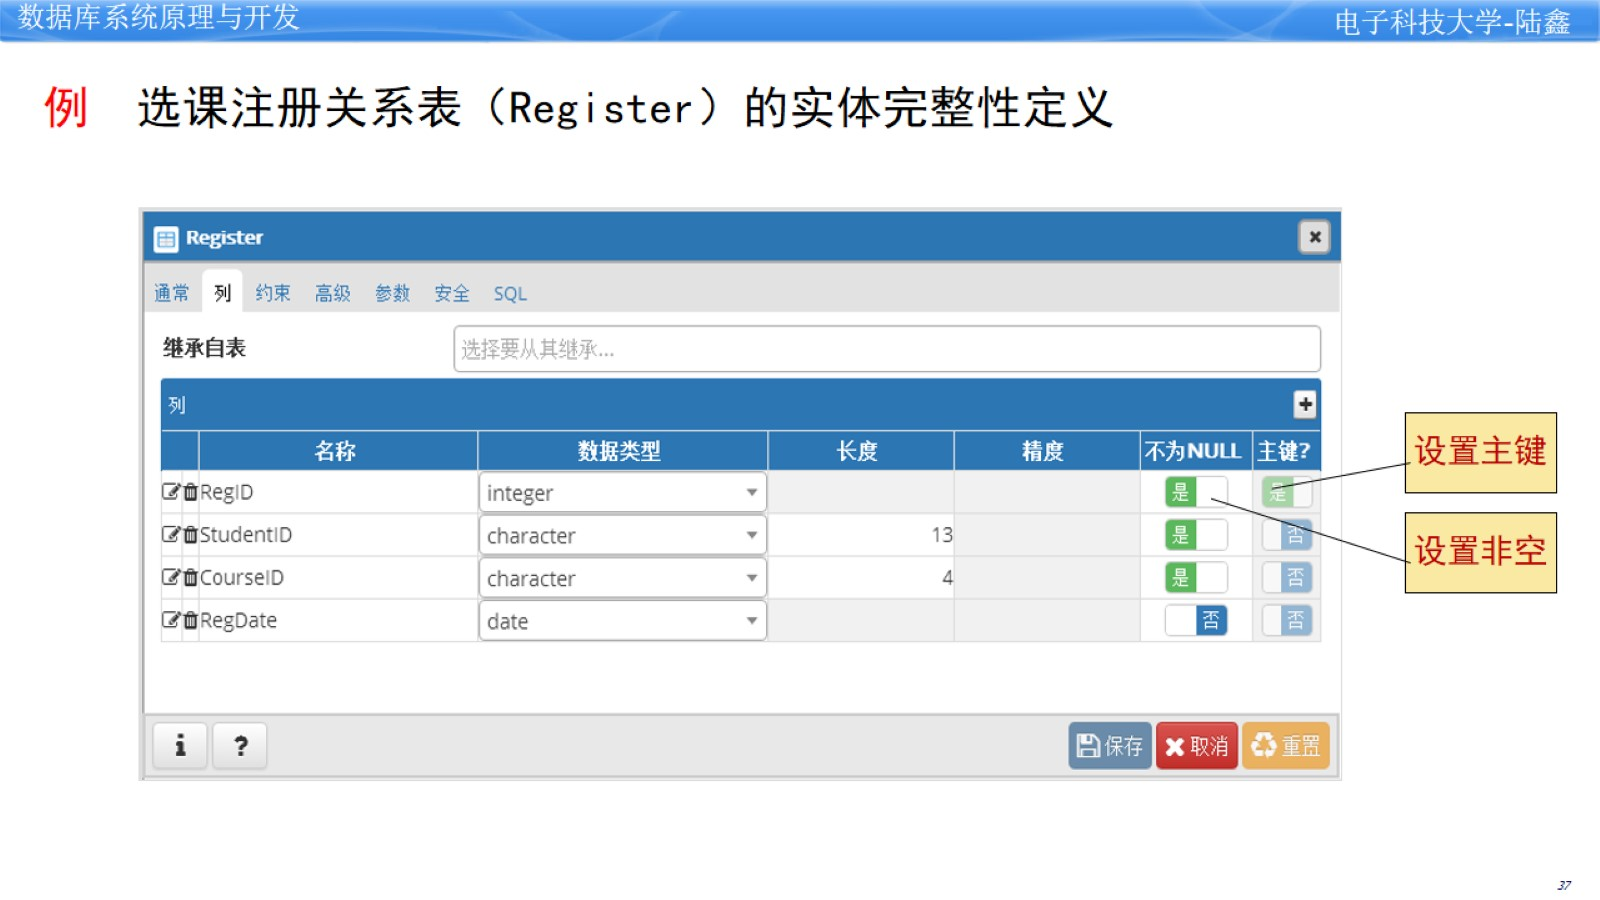 数据库系统原理与开发
电子科技大学-陆鑫
例 选课注册关系表（Register）的实体完整性定义
Register
通常 列 约束 高级 参数 安全 SQL
继承自表 选择要从其继承...
列
名称 数据类型 长度 精度 不为NULL 主键?
RegID integer 是 是
StudentID character 13 是 否
CourseID character 4 是 否
RegDate date 否 否
设置主键
设置非空
i ? 保存 取消 重置
37